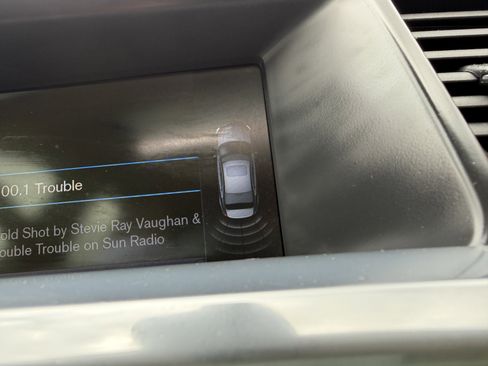 00.1 Trouble
old Shot by Stevie Ray Vaughan &
ouble Trouble on Sun Radio